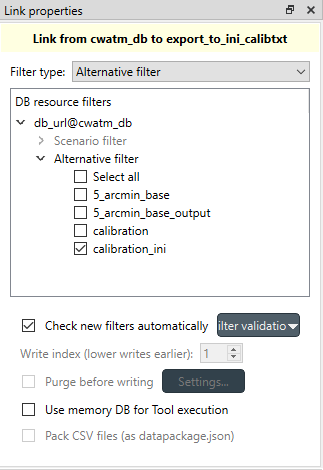 Link properties
Link from cwatm_db to export_to_ini_calibtxt
Filter type: Alternative filter
DB resource filters
db_url@cwatm_db
Scenario filter
Alternative filter
Select all
5_arcmin_base
5_arcmin_base_output
calibration
calibration_ini
Check new filters automatically ilter validatio
Write index (lower writes earlier): 1
Purge before writing Settings...
Use memory DB for Tool execution
Pack CSV files (as datapackage.json)